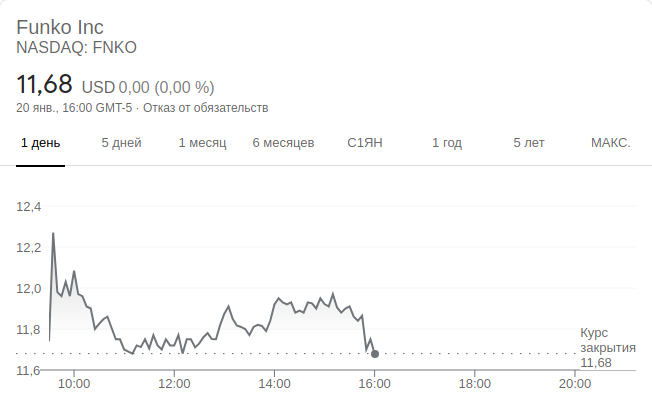 Funko Inc
NASDAQ: FNKO
11,68 USD 0,00 (0,00 %)
20 янв., 16:00 GMT-5 · Отказ от обязательств
1 день 5 дней 1 месяц 6 месяцев С1ЯН 1 год 5 лет МАКС.
12,4
12,2
12,0
11,8
11,6
Курс
закрытия
11,68
10:00 12:00 14:00 16:00 18:00 20:00